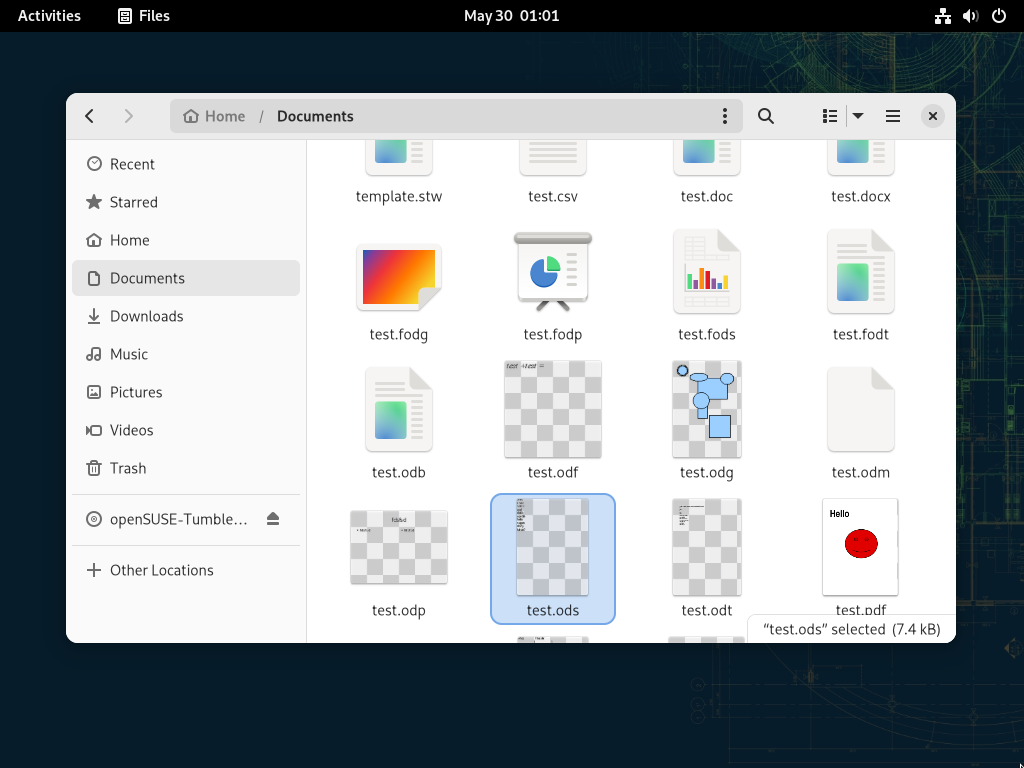 Activities
Files
May 30 01:01
Home / Documents
Recent
Starred
Home
Documents
Downloads
Music
Pictures
Videos
Trash
openSUSE-Tumble…
Other Locations
template.stw
test.csv
test.doc
test.docx
test.fodg
test.fodp
test.fods
test.fodt
test.odb
test.odf
test.odg
test.odm
Hello
test.odp
test.ods
test.odt
test.pdf
“test.ods” selected (7.4 kB)